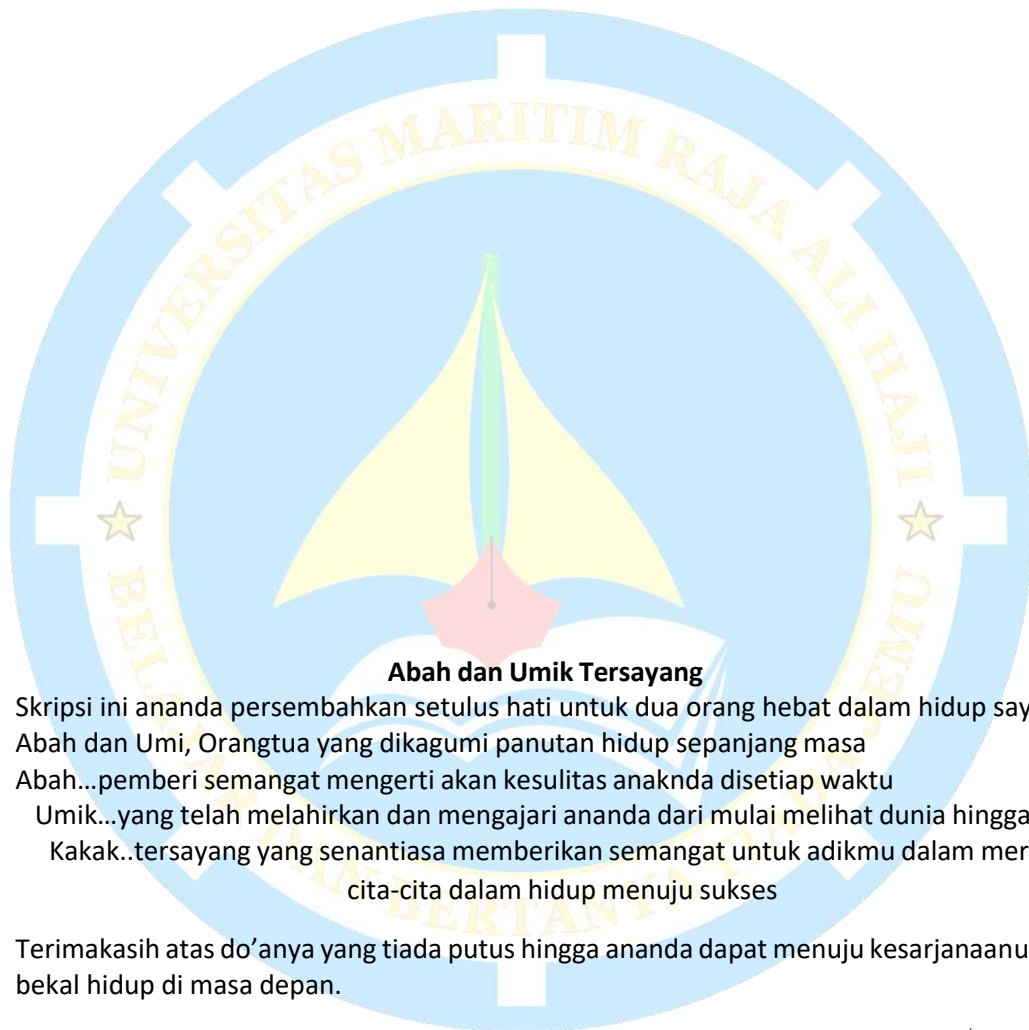 UNIVERSITAS MARITIM RAJA ALI HAJI
Abah dan Umik Tersayang
Skripsi ini ananda persembahkan setulus hati untuk dua orang hebat dalam hidup say
Abah dan Umi, Orangtua yang dikagumi panutan hidup sepanjang masa
Abah…pemberi semangat mengerti akan kesulitas anaknda disetiap waktu
Umik…yang telah melahirkan dan mengajari ananda dari mulai melihat dunia hingga
Kakak..tersayang yang senantiasa memberikan semangat untuk adikmu dalam mer
cita-cita dalam hidup menuju sukses
Terimakasih atas do’anya yang tiada putus hingga ananda dapat menuju kesarjanaanu
bekal hidup di masa depan.